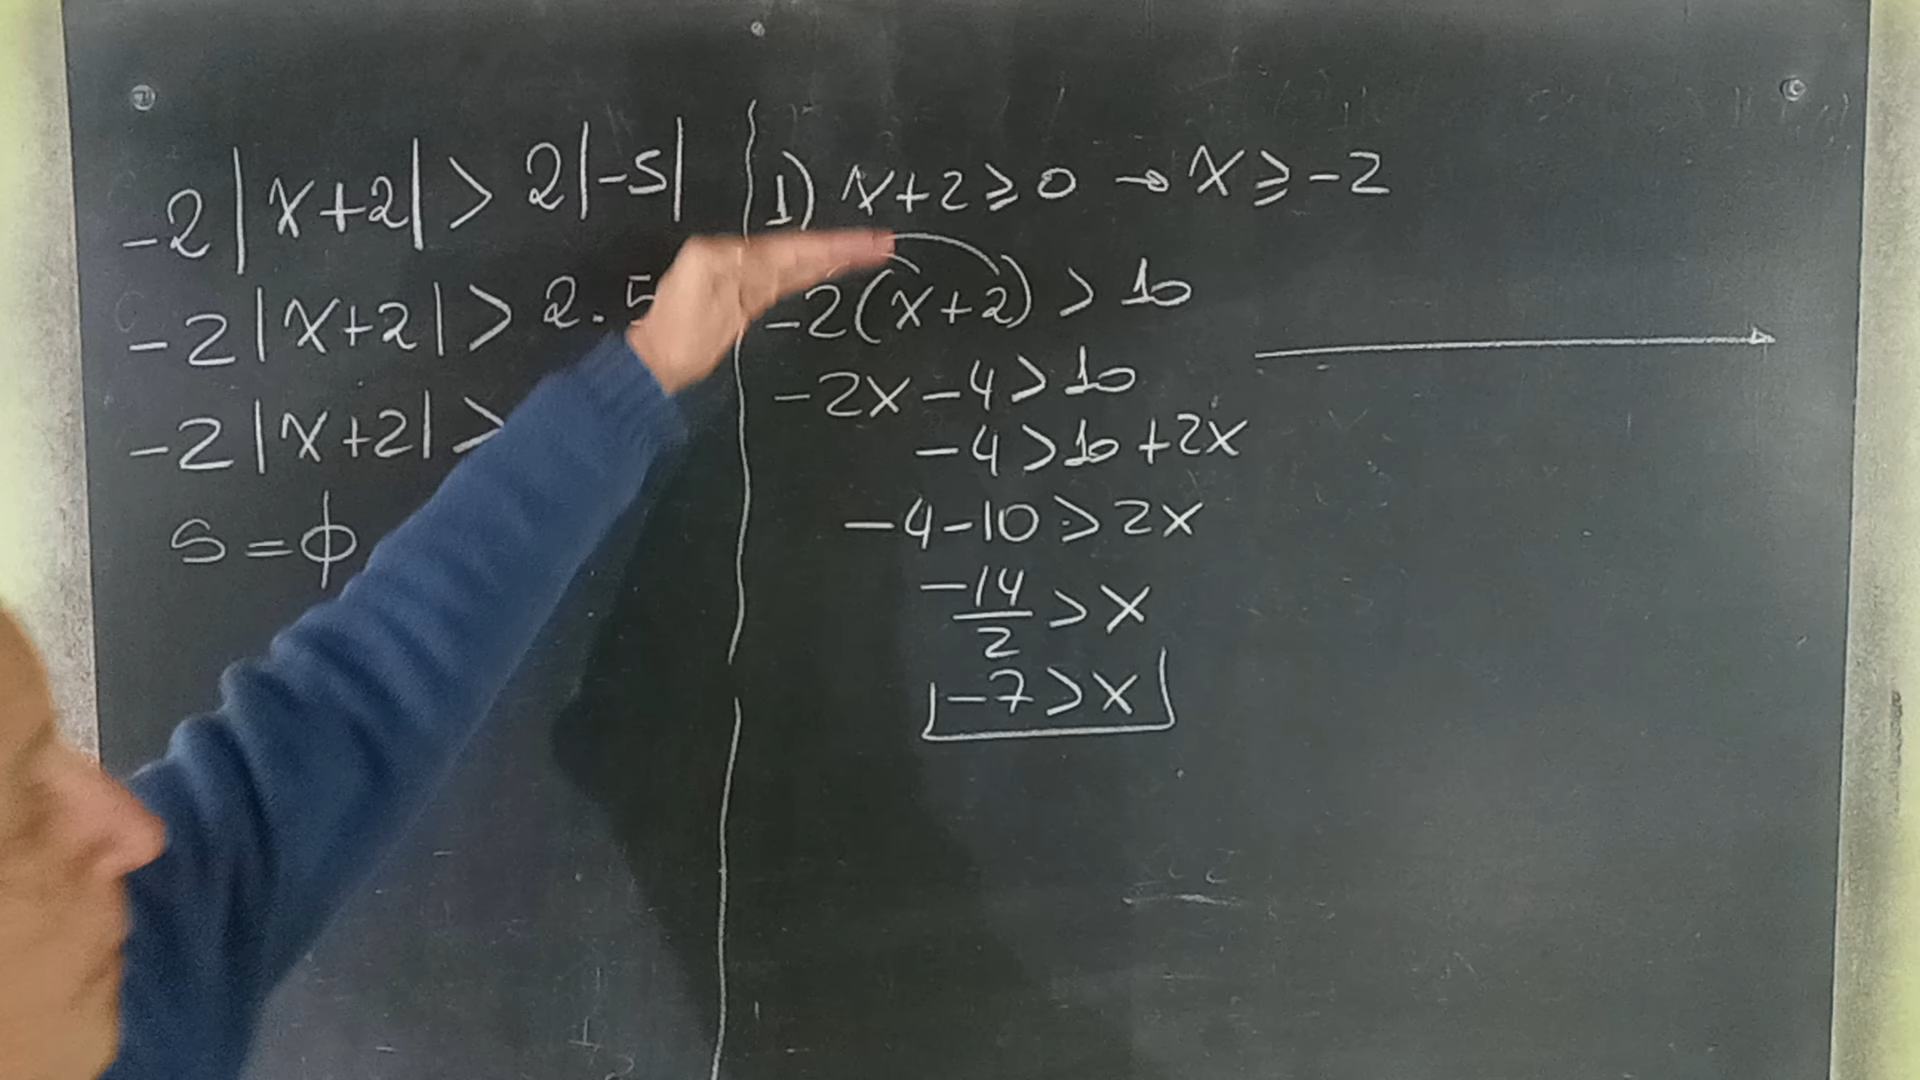 -2|x+2| > 2|-5|
-2|x+2| > 2.5
-2|x+2| >
S = ϕ
1) x+2 ⩾ 0 → x ⩾ -2
-2(x+2) > 10
-2x -4 > 10
-4 > 10 +2x
-4-10 > 2x
-14/2 > x
-7 > x